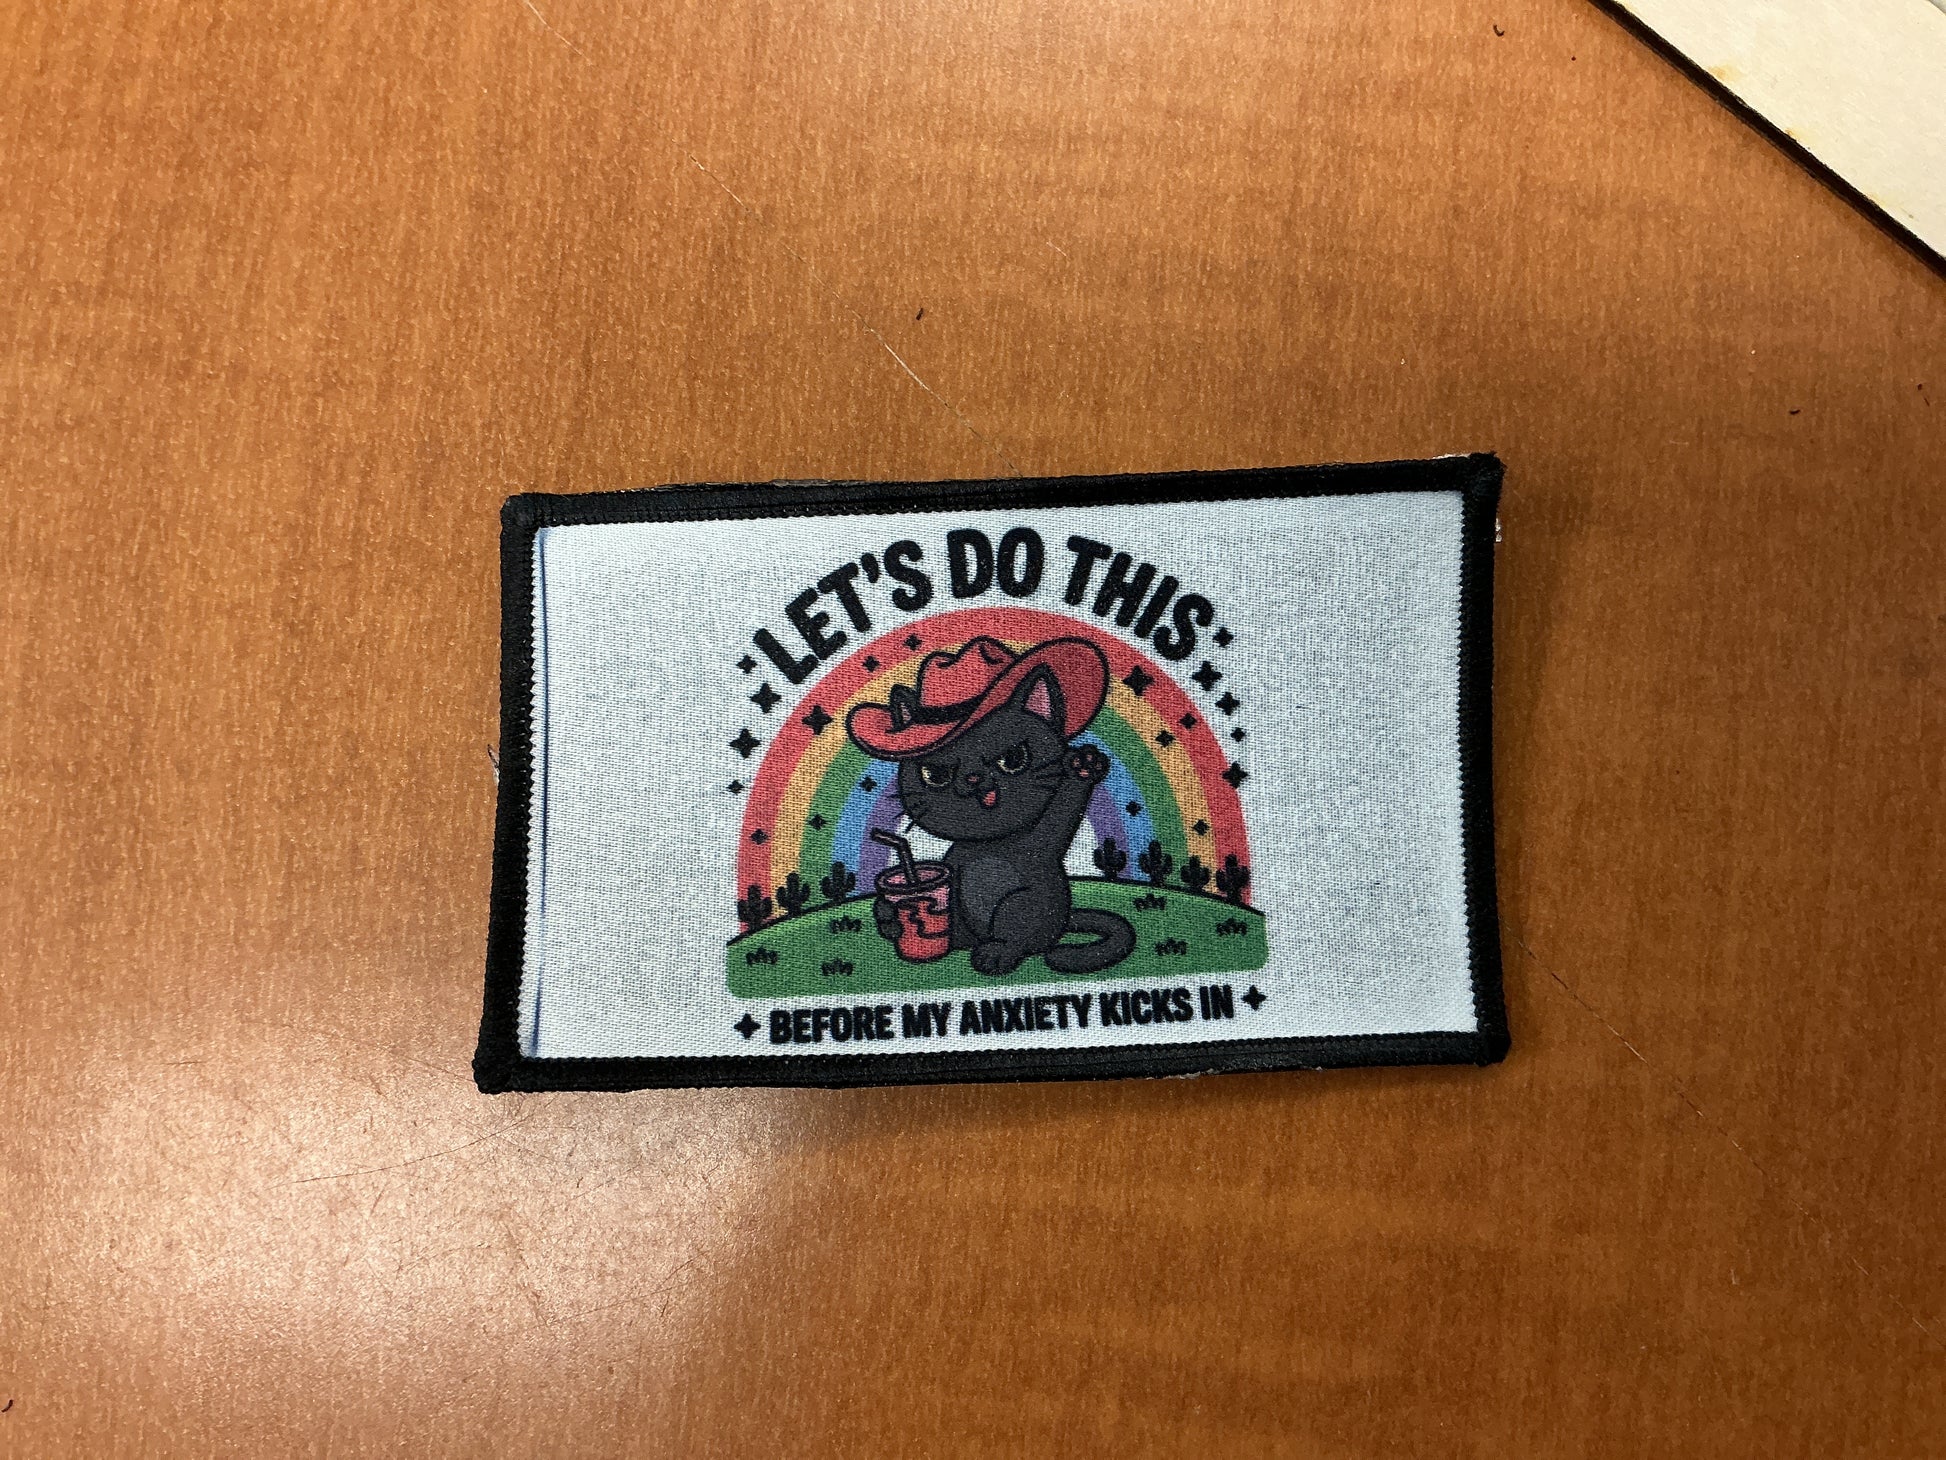 LET'S DO THIS
BEFORE MY ANXIETY KICKS IN